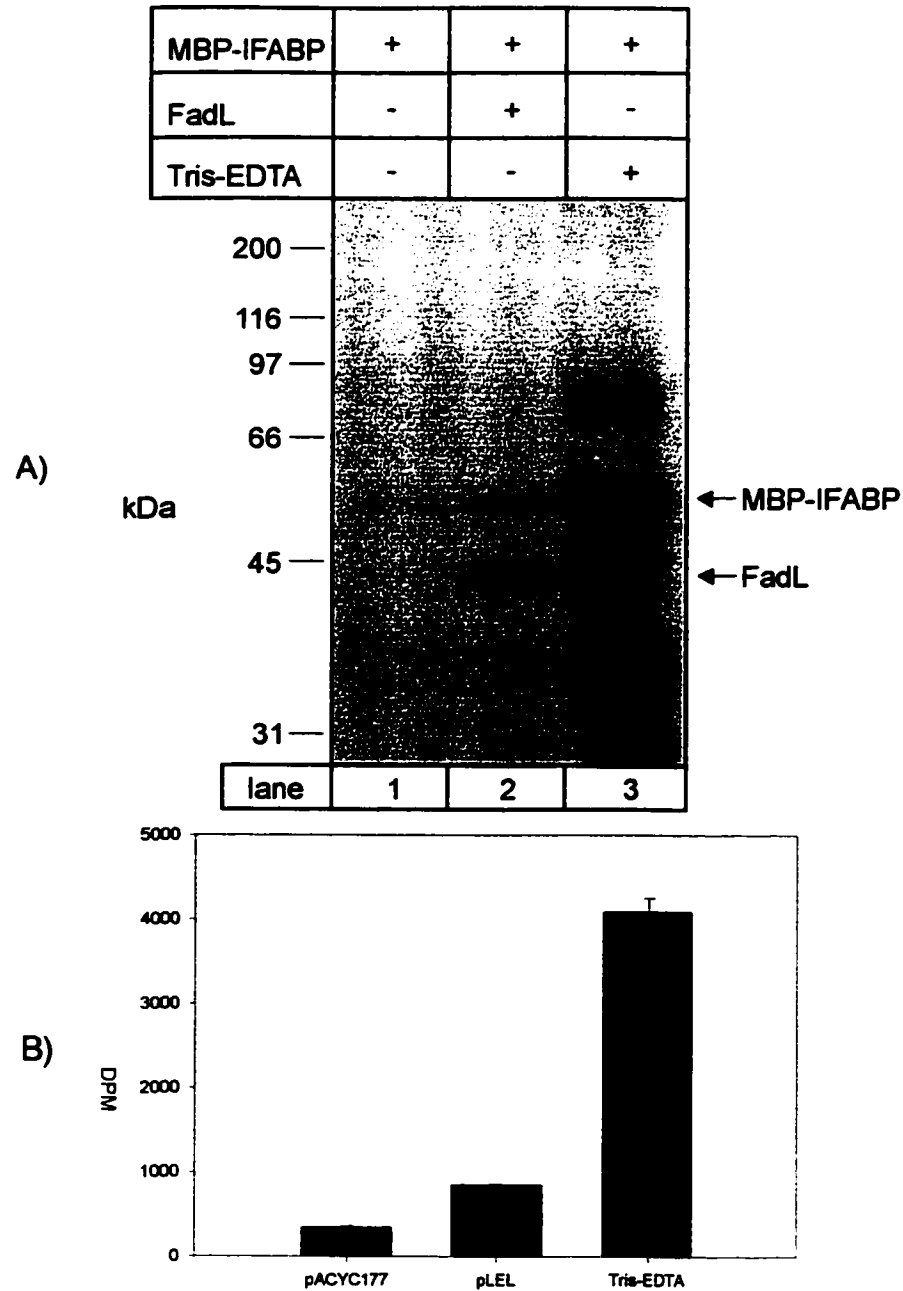 MBP-IFABP + + +
FadL - + -
Tris-EDTA - - +
200
116
97
66
A)
kDa
MBP-IFABP
45
FadL
31
lane 1 2 3
5000
4000
3000
B)
DPM
2000
1000
0
pACYC177 pLEL Tris-EDTA